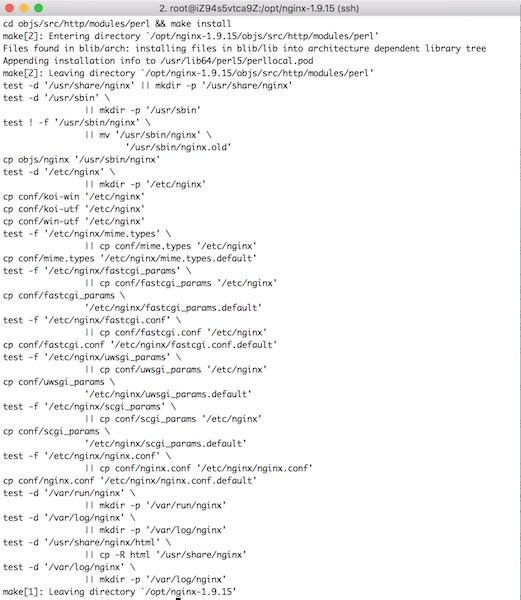 2. root@iZ94s5vtca9Z:/opt/nginx-1.9.15 (ssh)
cd objs/src/http/modules/perl && make install
make[2]: Entering directory `/opt/nginx-1.9.15/objs/src/http/modules/perl'
Files found in blib/arch: installing files in blib/lib into architecture dependent library tree
Appending installation info to /usr/lib64/perl5/perllocal.pod
make[2]: Leaving directory `/opt/nginx-1.9.15/objs/src/http/modules/perl'
test -d '/usr/share/nginx' || mkdir -p '/usr/share/nginx'
test -d '/usr/sbin' \
|| mkdir -p '/usr/sbin'
test ! -f '/usr/sbin/nginx' \
|| mv '/usr/sbin/nginx' \
'/usr/sbin/nginx.old'
cp objs/nginx '/usr/sbin/nginx'
test -d '/etc/nginx' \
|| mkdir -p '/etc/nginx'
cp conf/koi-win '/etc/nginx'
cp conf/koi-utf '/etc/nginx'
cp conf/win-utf '/etc/nginx'
test -f '/etc/nginx/mime.types' \
|| cp conf/mime.types '/etc/nginx'
cp conf/mime.types '/etc/nginx/mime.types.default'
test -f '/etc/nginx/fastcgi_params' \
|| cp conf/fastcgi_params '/etc/nginx'
cp conf/fastcgi_params \
'/etc/nginx/fastcgi_params.default'
test -f '/etc/nginx/fastcgi.conf' \
|| cp conf/fastcgi.conf '/etc/nginx'
cp conf/fastcgi.conf '/etc/nginx/fastcgi.conf.default'
test -f '/etc/nginx/uwsgi_params' \
|| cp conf/uwsgi_params '/etc/nginx'
cp conf/uwsgi_params \
'/etc/nginx/uwsgi_params.default'
test -f '/etc/nginx/scgi_params' \
|| cp conf/scgi_params '/etc/nginx'
cp conf/scgi_params \
'/etc/nginx/scgi_params.default'
test -f '/etc/nginx/nginx.conf' \
|| cp conf/nginx.conf '/etc/nginx/nginx.conf'
cp conf/nginx.conf '/etc/nginx/nginx.conf.default'
test -d '/var/run/nginx' \
|| mkdir -p '/var/run/nginx'
test -d '/var/log/nginx' \
|| mkdir -p '/var/log/nginx'
test -d '/usr/share/nginx/html' \
|| cp -R html '/usr/share/nginx'
test -d '/var/log/nginx' \
|| mkdir -p '/var/log/nginx'
make[1]: Leaving directory `/opt/nginx-1.9.15'